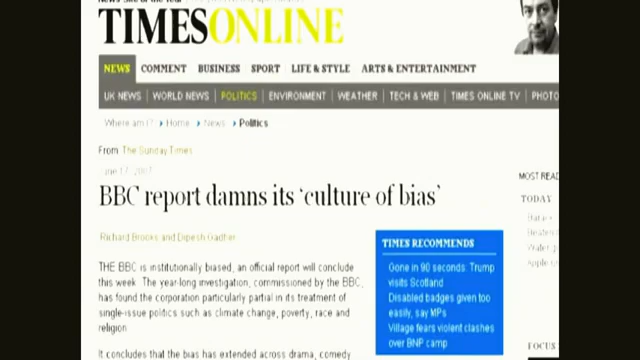 TIMESONLINE
NEWS COMMENT BUSINESS SPORT LIFE & STYLE ARTS & ENTERTAINMENT
UK NEWS WORLD NEWS POLITICS ENVIRONMENT WEATHER TECH & WEB TIMES ONLINE TV PHOTO
Where am I? Home News Politics
From The Sunday Times
June 17, 2007
BBC report damns its ‘culture of bias’
Richard Brooks and Dipesh Gadher
THE BBC is institutionally biased, an official report will conclude
this week. The year-long investigation, commissioned by the BBC,
has found the corporation particularly partial in its treatment of
single-issue politics such as climate change, poverty, race and
religion.
It concludes that the bias has extended across drama, comedy
TIMES RECOMMENDS
Gone in 90 seconds: Trump
visits Scotland
Disabled badges given too
easily, say MPs
Village fears violent clashes
over BNP camp
MOST READ
TODAY
FOCUS